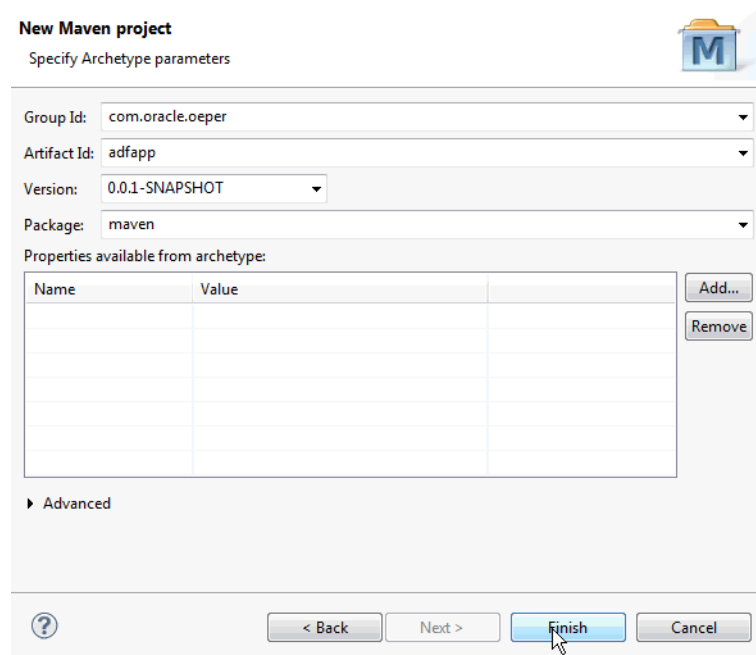 New Maven project
Specify Archetype parameters
M
Group Id: com.oracle.oeper
Artifact Id: adfapp
Version: 0.0.1-SNAPSHOT
Package: maven
Properties available from archetype:
Name Value
Add...
Remove
Advanced
? < Back Next > Finish Cancel